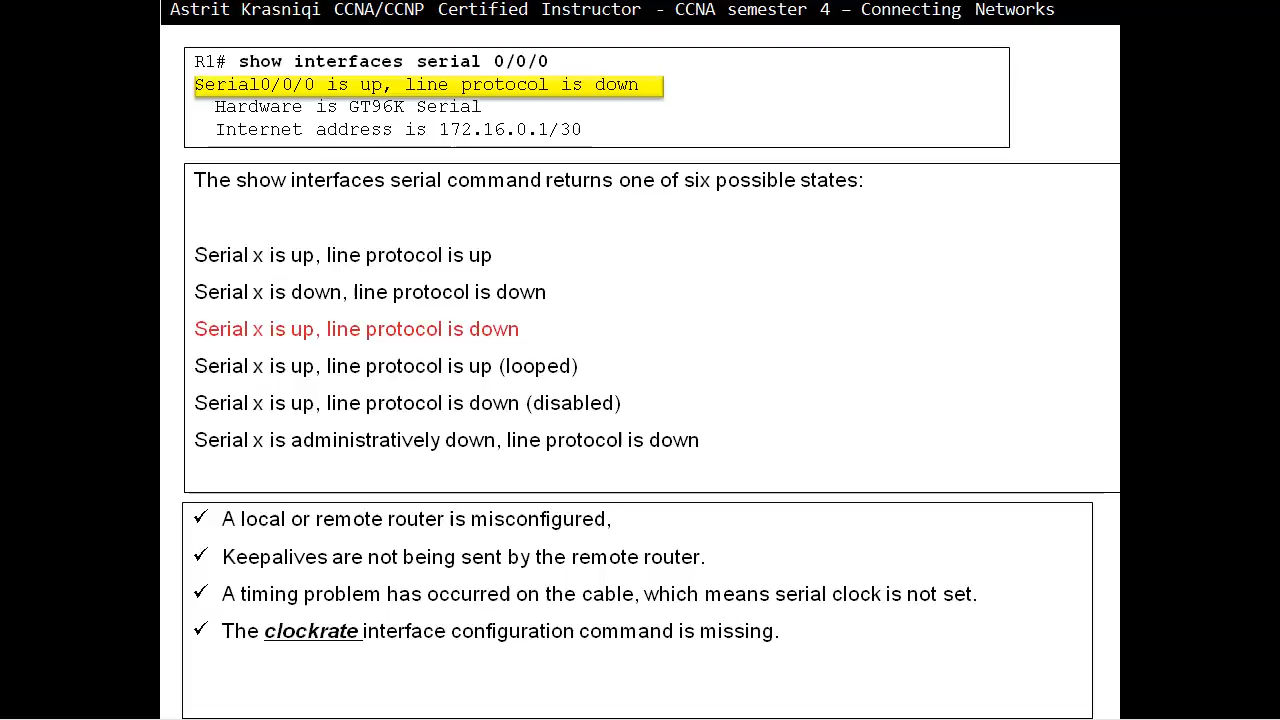 Astrit Krasniqi CCNA/CCNP Certified Instructor - CCNA semester 4 – Connecting Networks
R1# show interfaces serial 0/0/0
Serial0/0/0 is up, line protocol is down
Hardware is GT96K Serial
Internet address is 172.16.0.1/30
The show interfaces serial command returns one of six possible states:
Serial x is up, line protocol is up
Serial x is down, line protocol is down
Serial x is up, line protocol is down
Serial x is up, line protocol is up (looped)
Serial x is up, line protocol is down (disabled)
Serial x is administratively down, line protocol is down
✓ A local or remote router is misconfigured,
✓ Keepalives are not being sent by the remote router.
✓ A timing problem has occurred on the cable, which means serial clock is not set.
✓ The clockrate interface configuration command is missing.